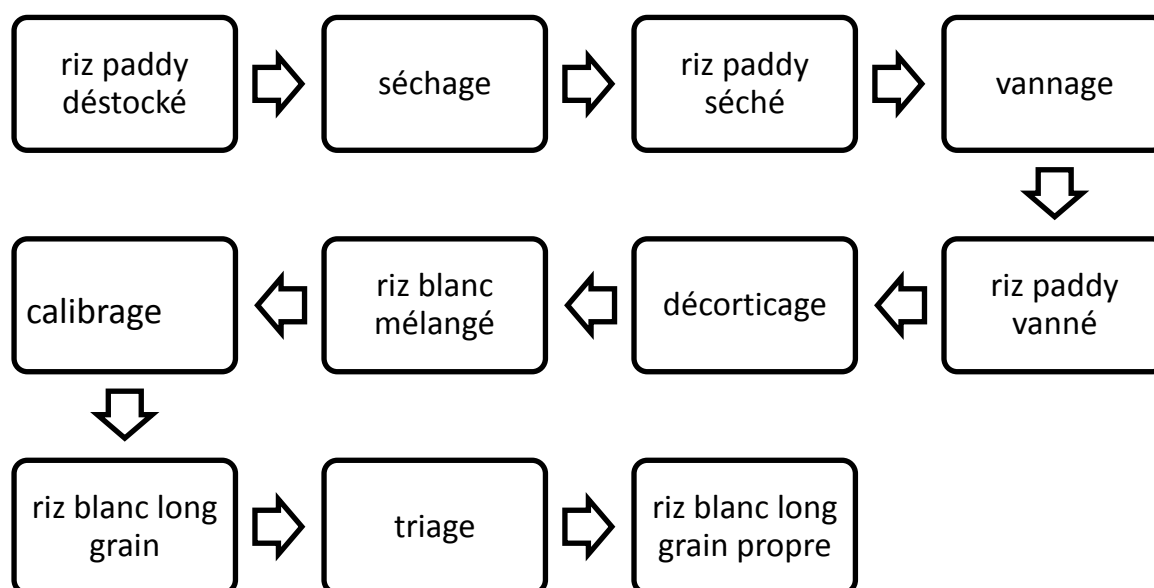 riz paddy
déstocké
séchage
riz paddy
séché
vannage
riz paddy
vanné
décorticage
riz blanc
mélangé
calibrage
riz blanc long
grain
triage
riz blanc long
grain propre